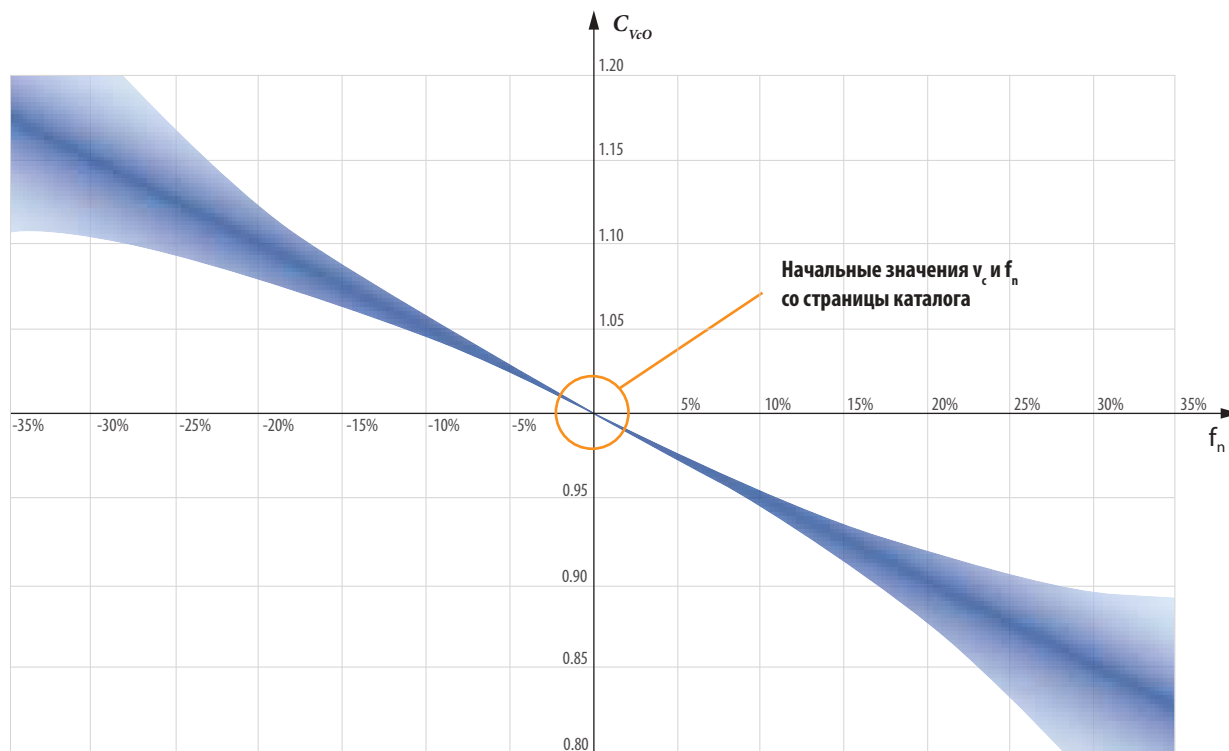 C_VcO
1.20
1.15
1.10
Начальные значения v_c и f_n
со страницы каталога
1.05
5% 10% 15% 20% 25% 30% 35%
-35% -30% -25% -20% -15% -10% -5%
f_n
0.95
0.90
0.85
0.80